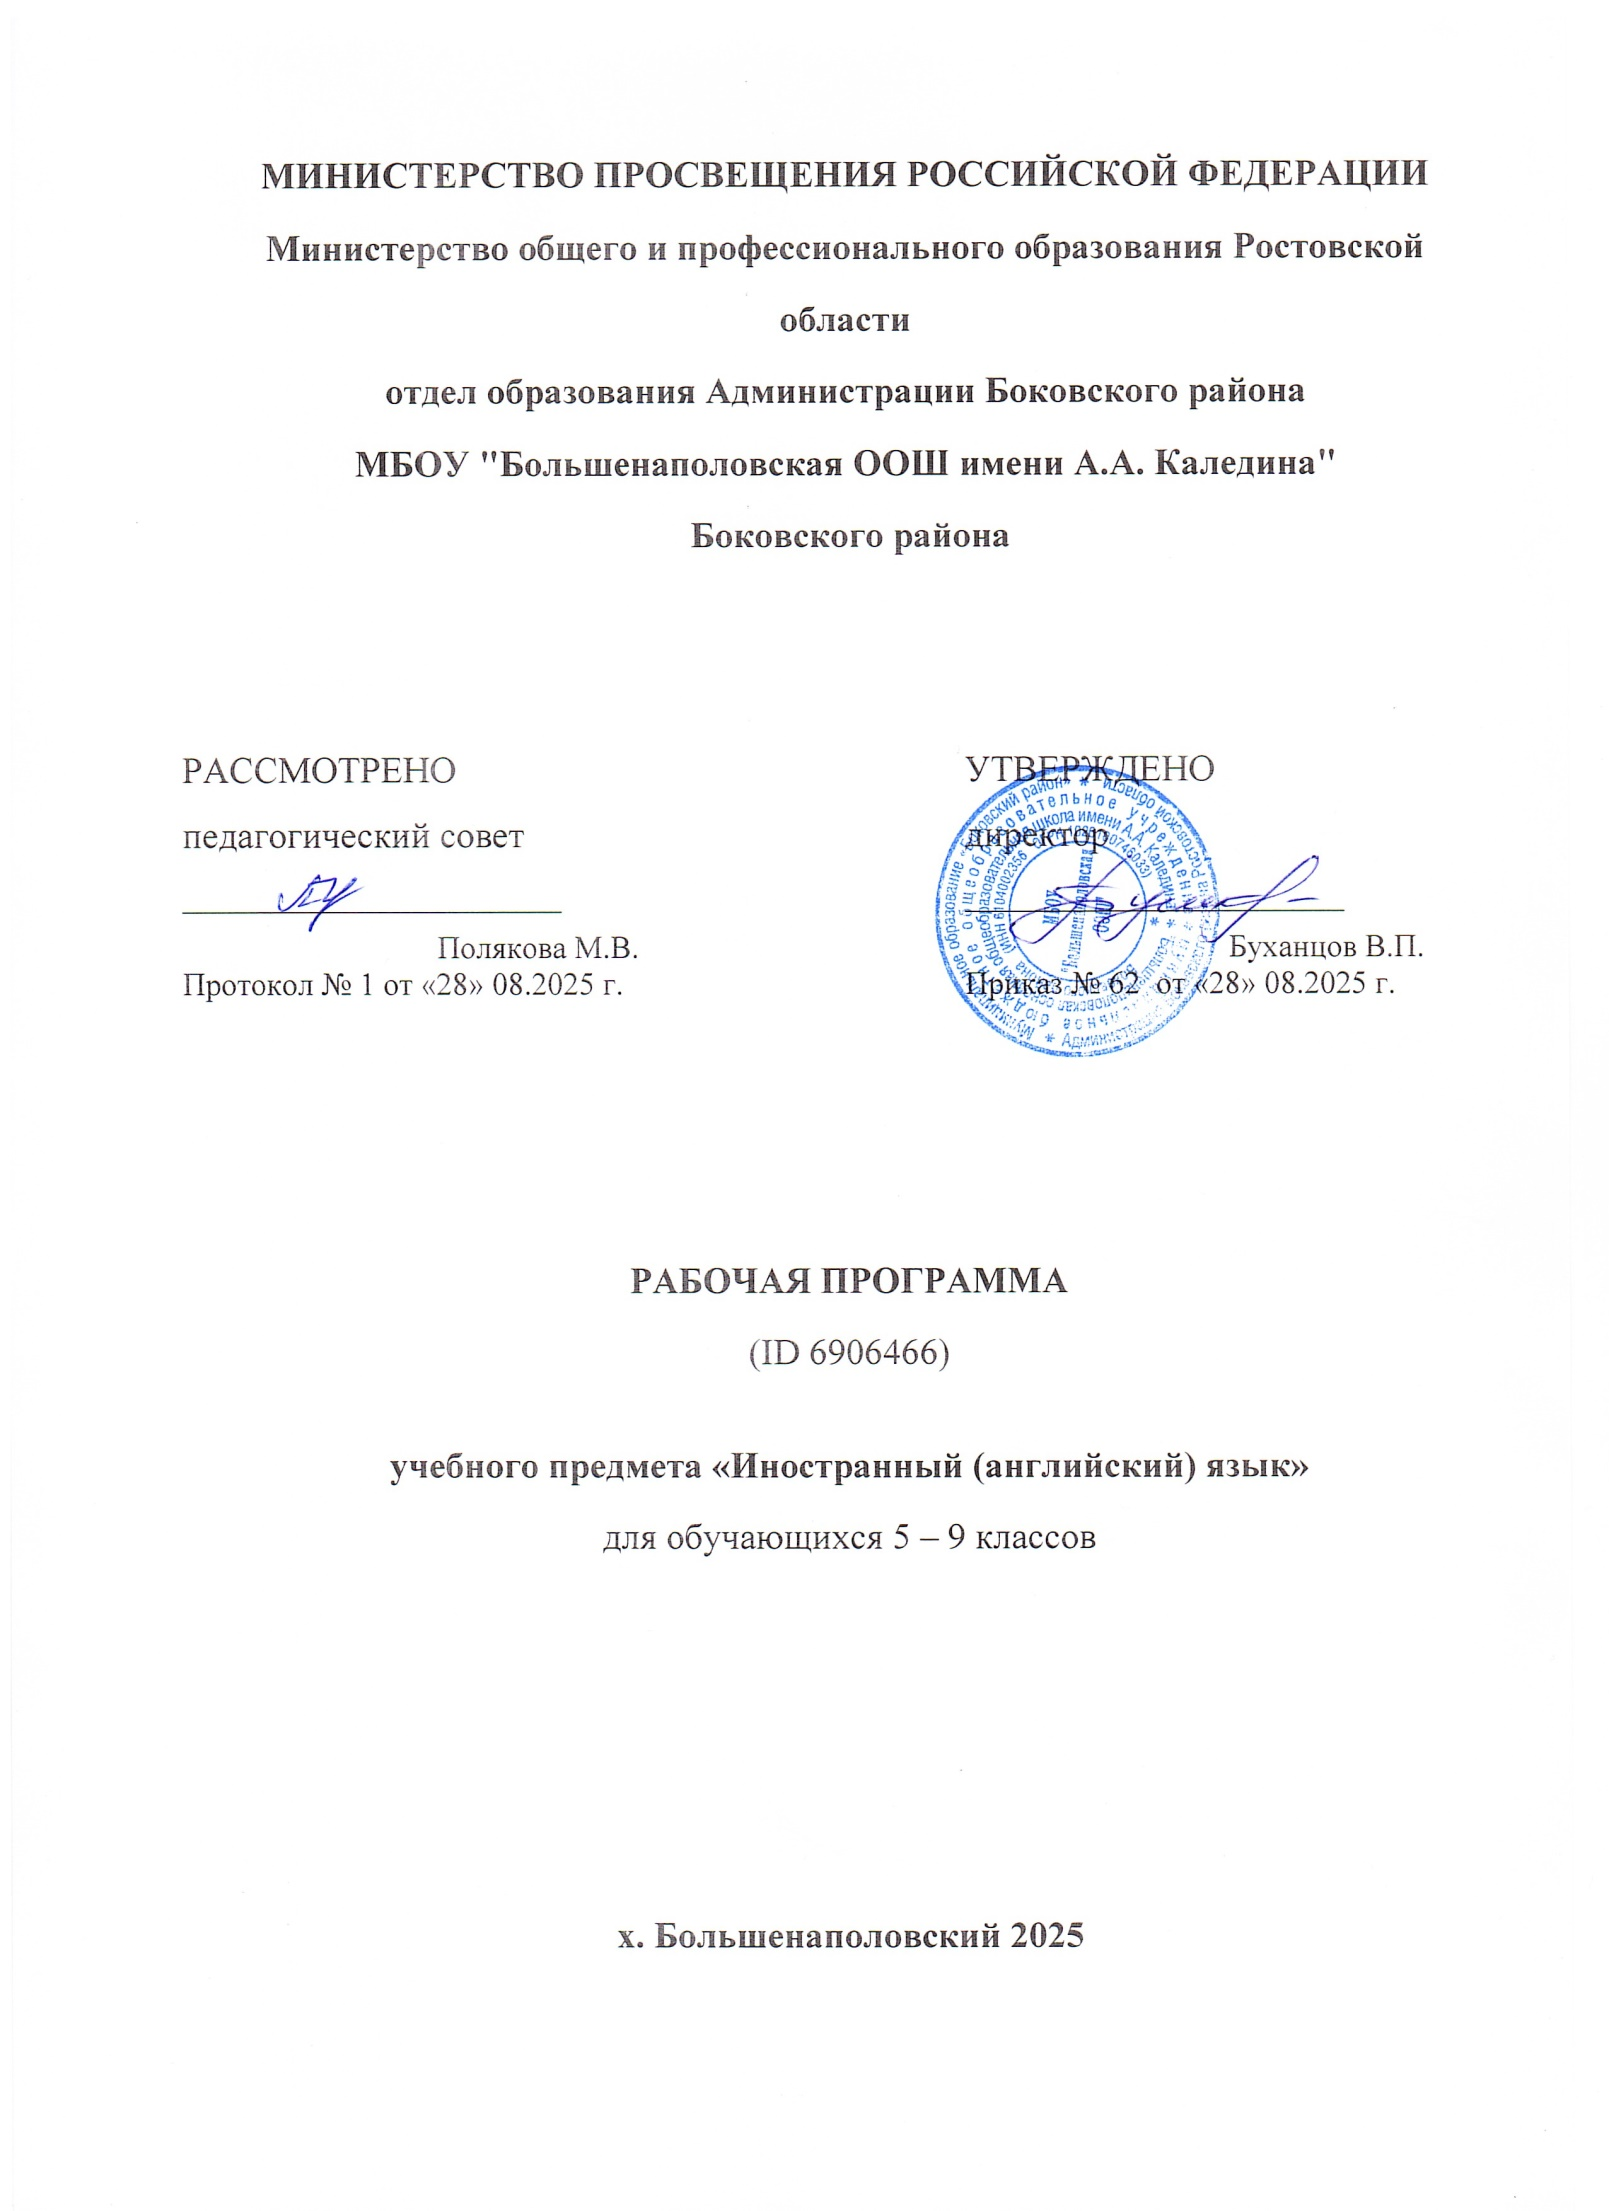 МИНИСТЕРСТВО ПРОСВЕЩЕНИЯ РОССИЙСКОЙ ФЕДЕРАЦИИ
Министерство общего и профессионального образования Ростовской
области
отдел образования Администрации Боковского района
МБОУ "Большенаполовская ООШ имени А.А. Каледина"
Боковского района
РАССМОТРЕНО
педагогический совет
Полякова М.В.
Протокол № 1 от «28» 08.2025 г.
УТВЕРЖДЕНО
директор
Буханцов В.П.
Приказ № 62 от «28» 08.2025 г.
МБОУ
"Большенаполовская
ООШ"
РАБОЧАЯ ПРОГРАММА
(ID 6906466)
учебного предмета «Иностранный (английский) язык»
для обучающихся 5 – 9 классов
х. Большенаполовский 2025